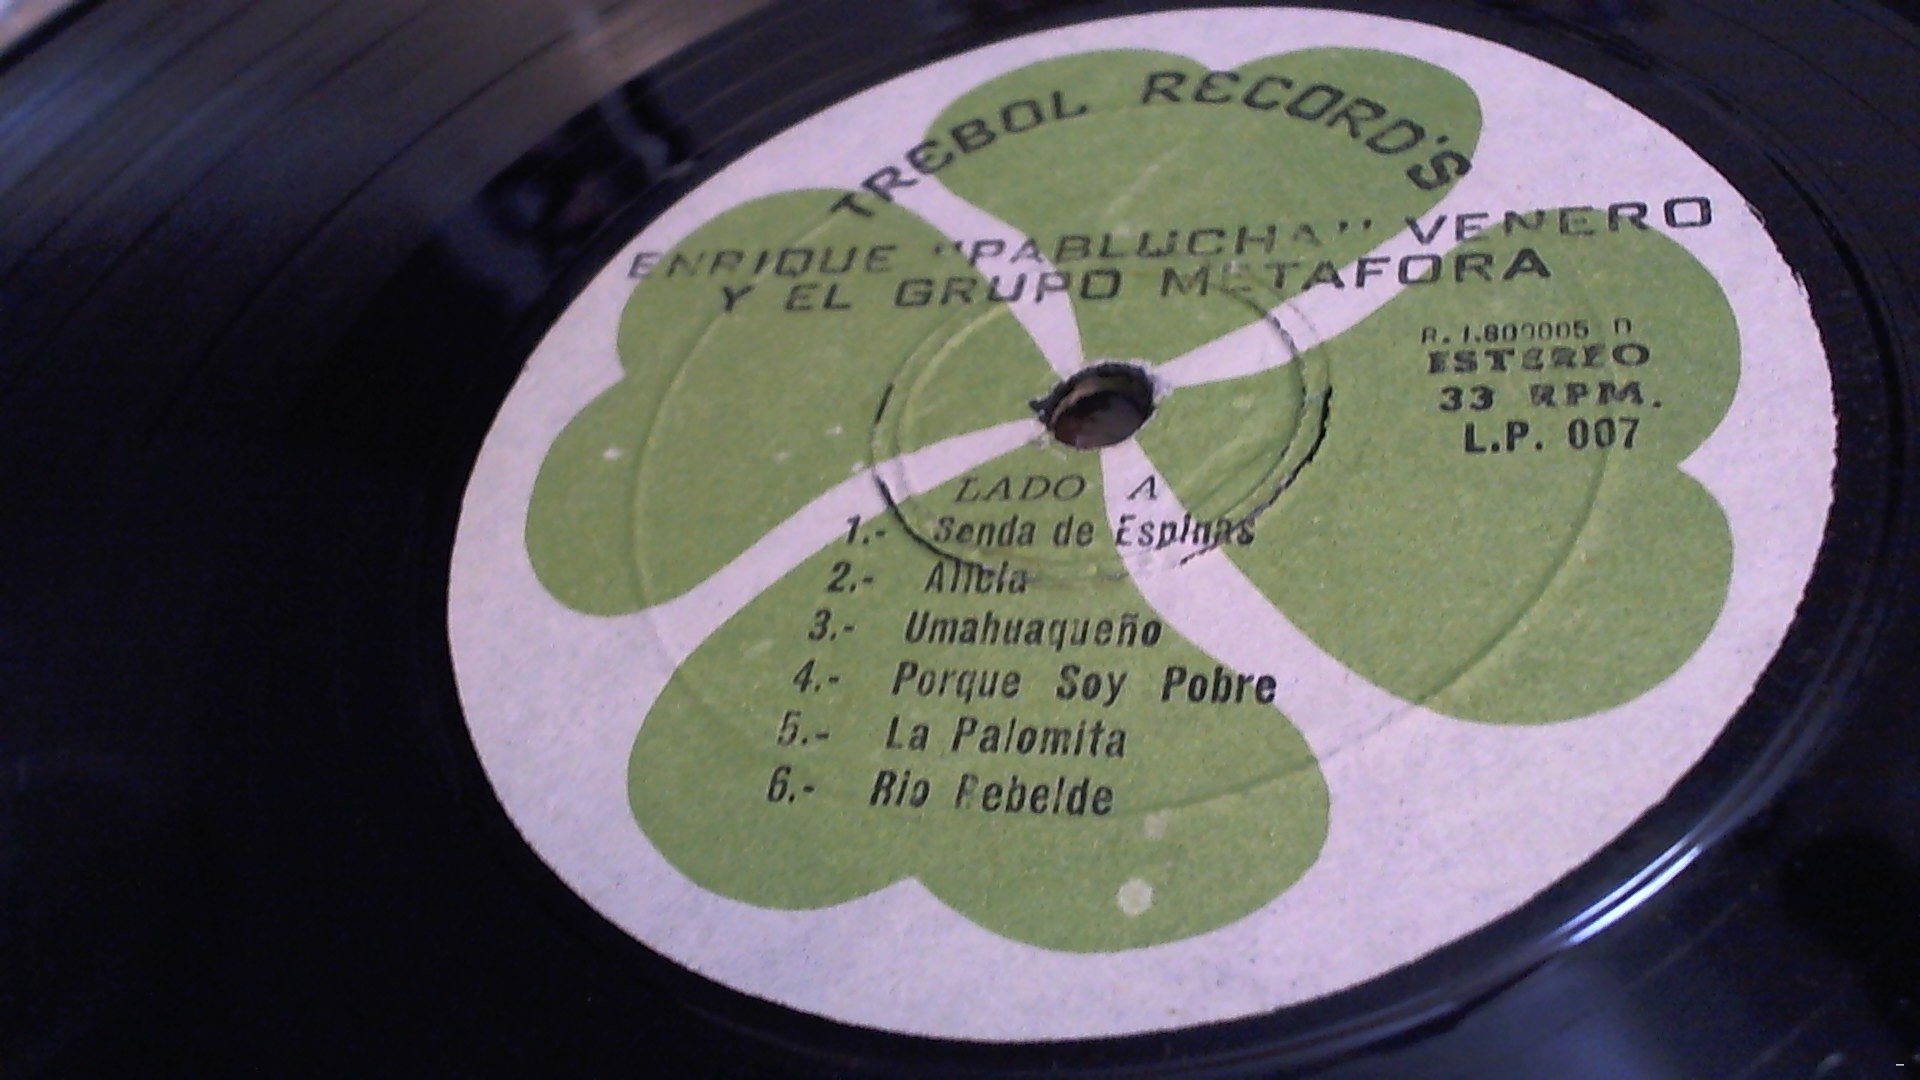 TREBOL RECORD'S
ENRIQUE "PABLUCHA" VENERO
Y EL GRUPO METAFORA
ESTEREO
33 RPM.
L.P. 007
LADO A
1.- Senda de Espinas
2.- Alicia
3.- Umahuaqueño
4.- Porque Soy Pobre
5.- La Palomita
6.- Rio Rebelde